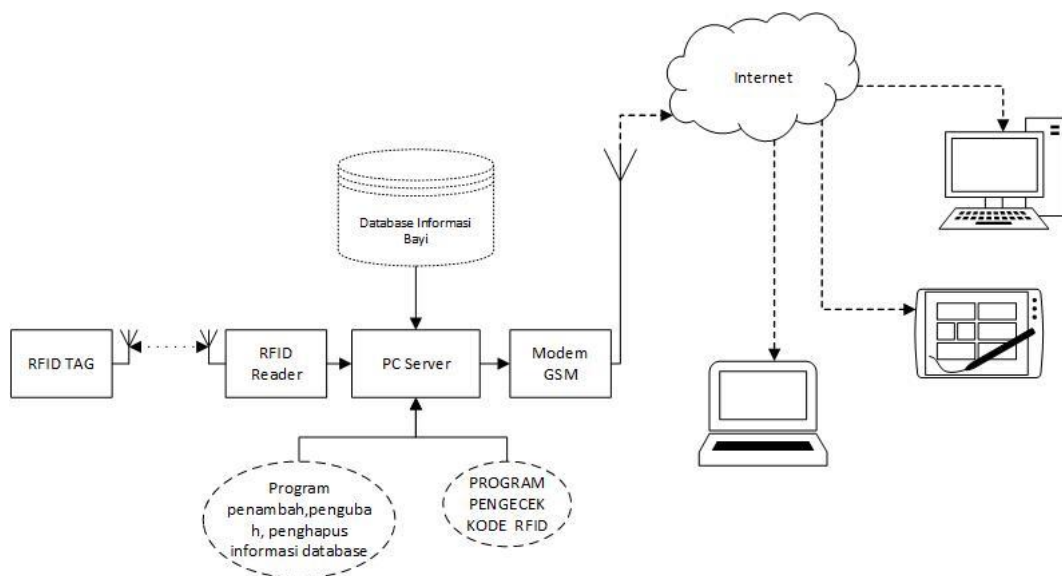 Internet
Database Informasi
Bayi
RFID TAG
RFID
Reader
PC Server
Modem
GSM
Program
penambah,penguba
h, penghapus
informasi database
PROGRAM
PENGECEK
KODE RFID